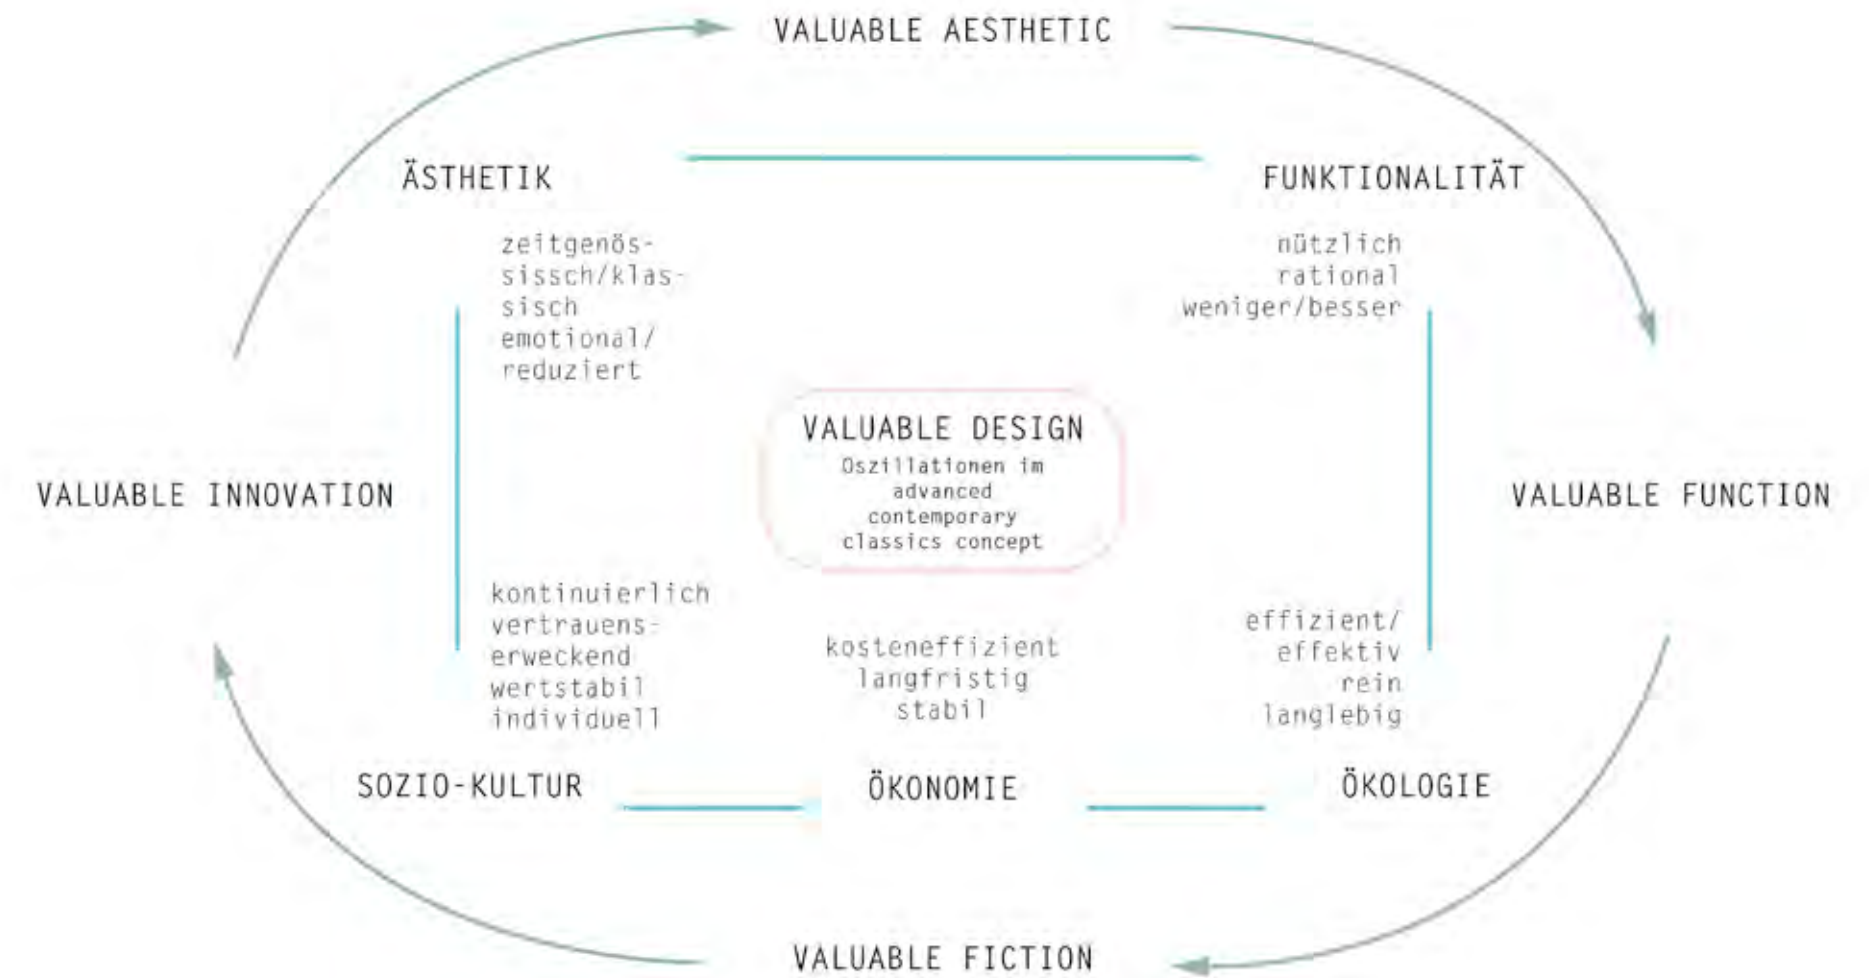 VALUABLE AESTHETIC
ÄSTHETIK
zeitgenös-
sissch/klas-
sisch
emotional/
reduziert
FUNKTIONALITÄT
nützlich
rational
weniger/besser
VALUABLE DESIGN
Oszillationen im
advanced
contemporary
classics concept
VALUABLE INNOVATION
VALUABLE FUNCTION
kontinuierlich
vertrauens-
erweckend
wertstabil
individuell
SOZIO-KULTUR
kosteneffizient
langfristig
stabil
ÖKONOMIE
effizient/
effektiv
rein
langlebig
ÖKOLOGIE
VALUABLE FICTION